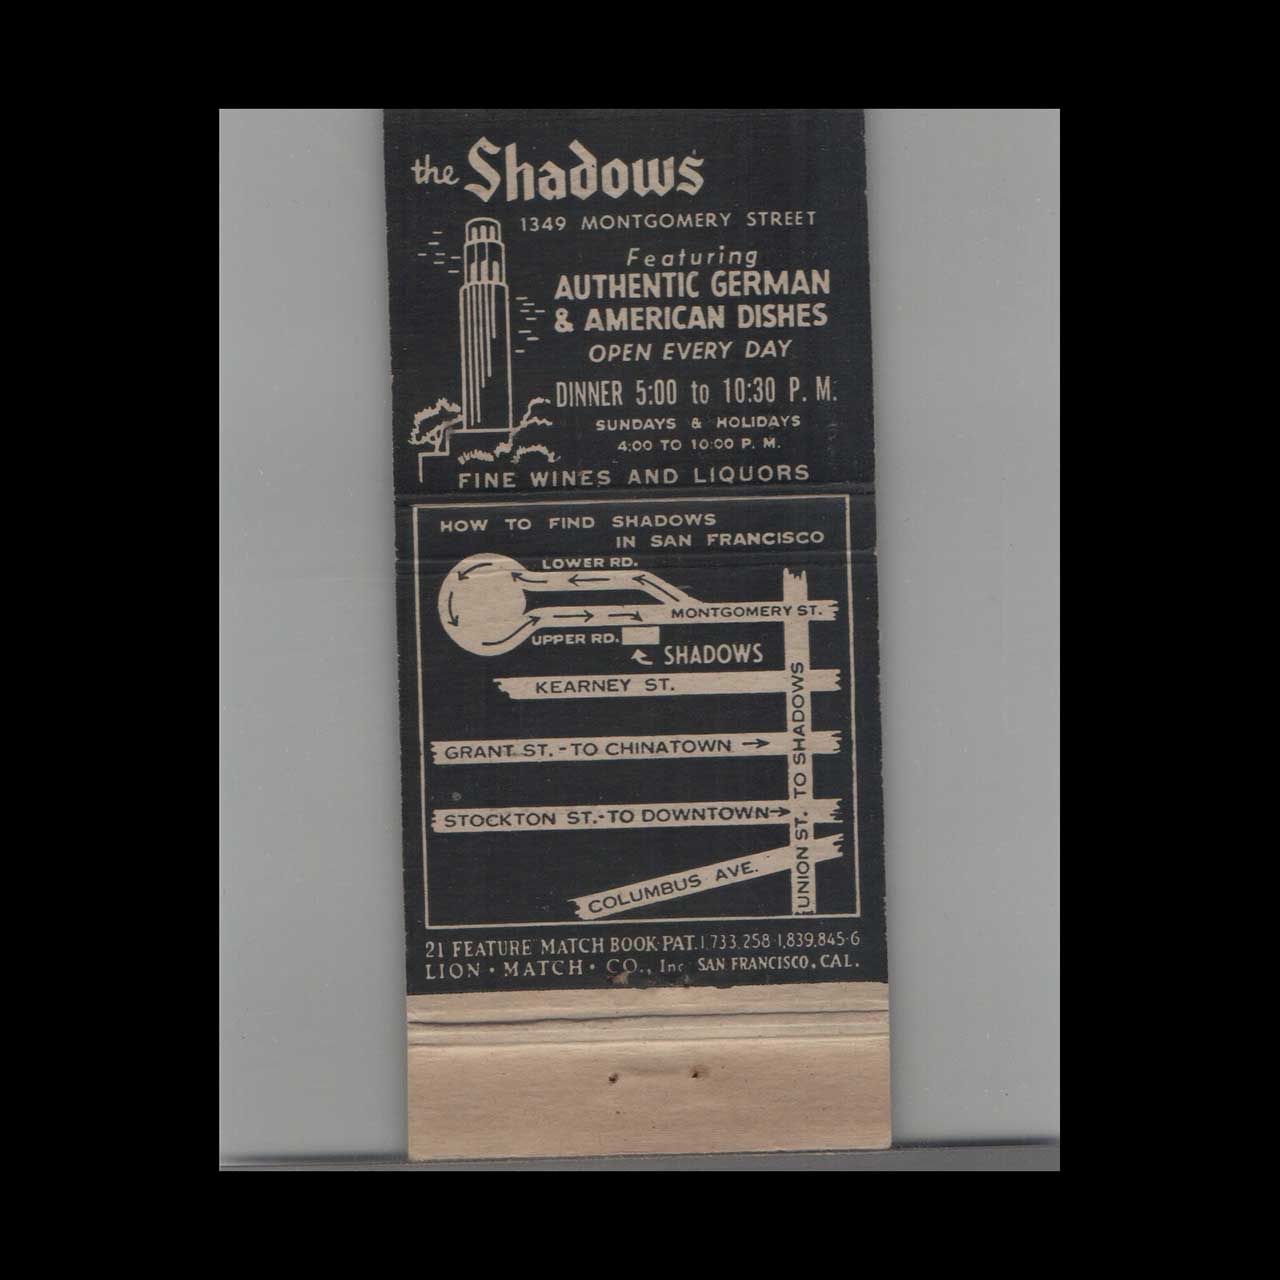 the Shadows
1349 MONTGOMERY STREET
Featuring
AUTHENTIC GERMAN
& AMERICAN DISHES
OPEN EVERY DAY
DINNER 5:00 to 10:30 P. M.
SUNDAYS & HOLIDAYS
4:00 TO 10:00 P. M.
FINE WINES AND LIQUORS
HOW TO FIND SHADOWS
IN SAN FRANCISCO
LOWER RD.
MONTGOMERY ST.
UPPER RD.
SHADOWS
KEARNEY ST.
GRANT ST. - TO CHINATOWN →
STOCKTON ST. - TO DOWNTOWN →
COLUMBUS AVE.
UNION ST. TO SHADOWS
21 FEATURE MATCH BOOK·PAT. 1.733.258·1,839,845-6
LION · MATCH · CO., Inc. SAN FRANCISCO, CAL.